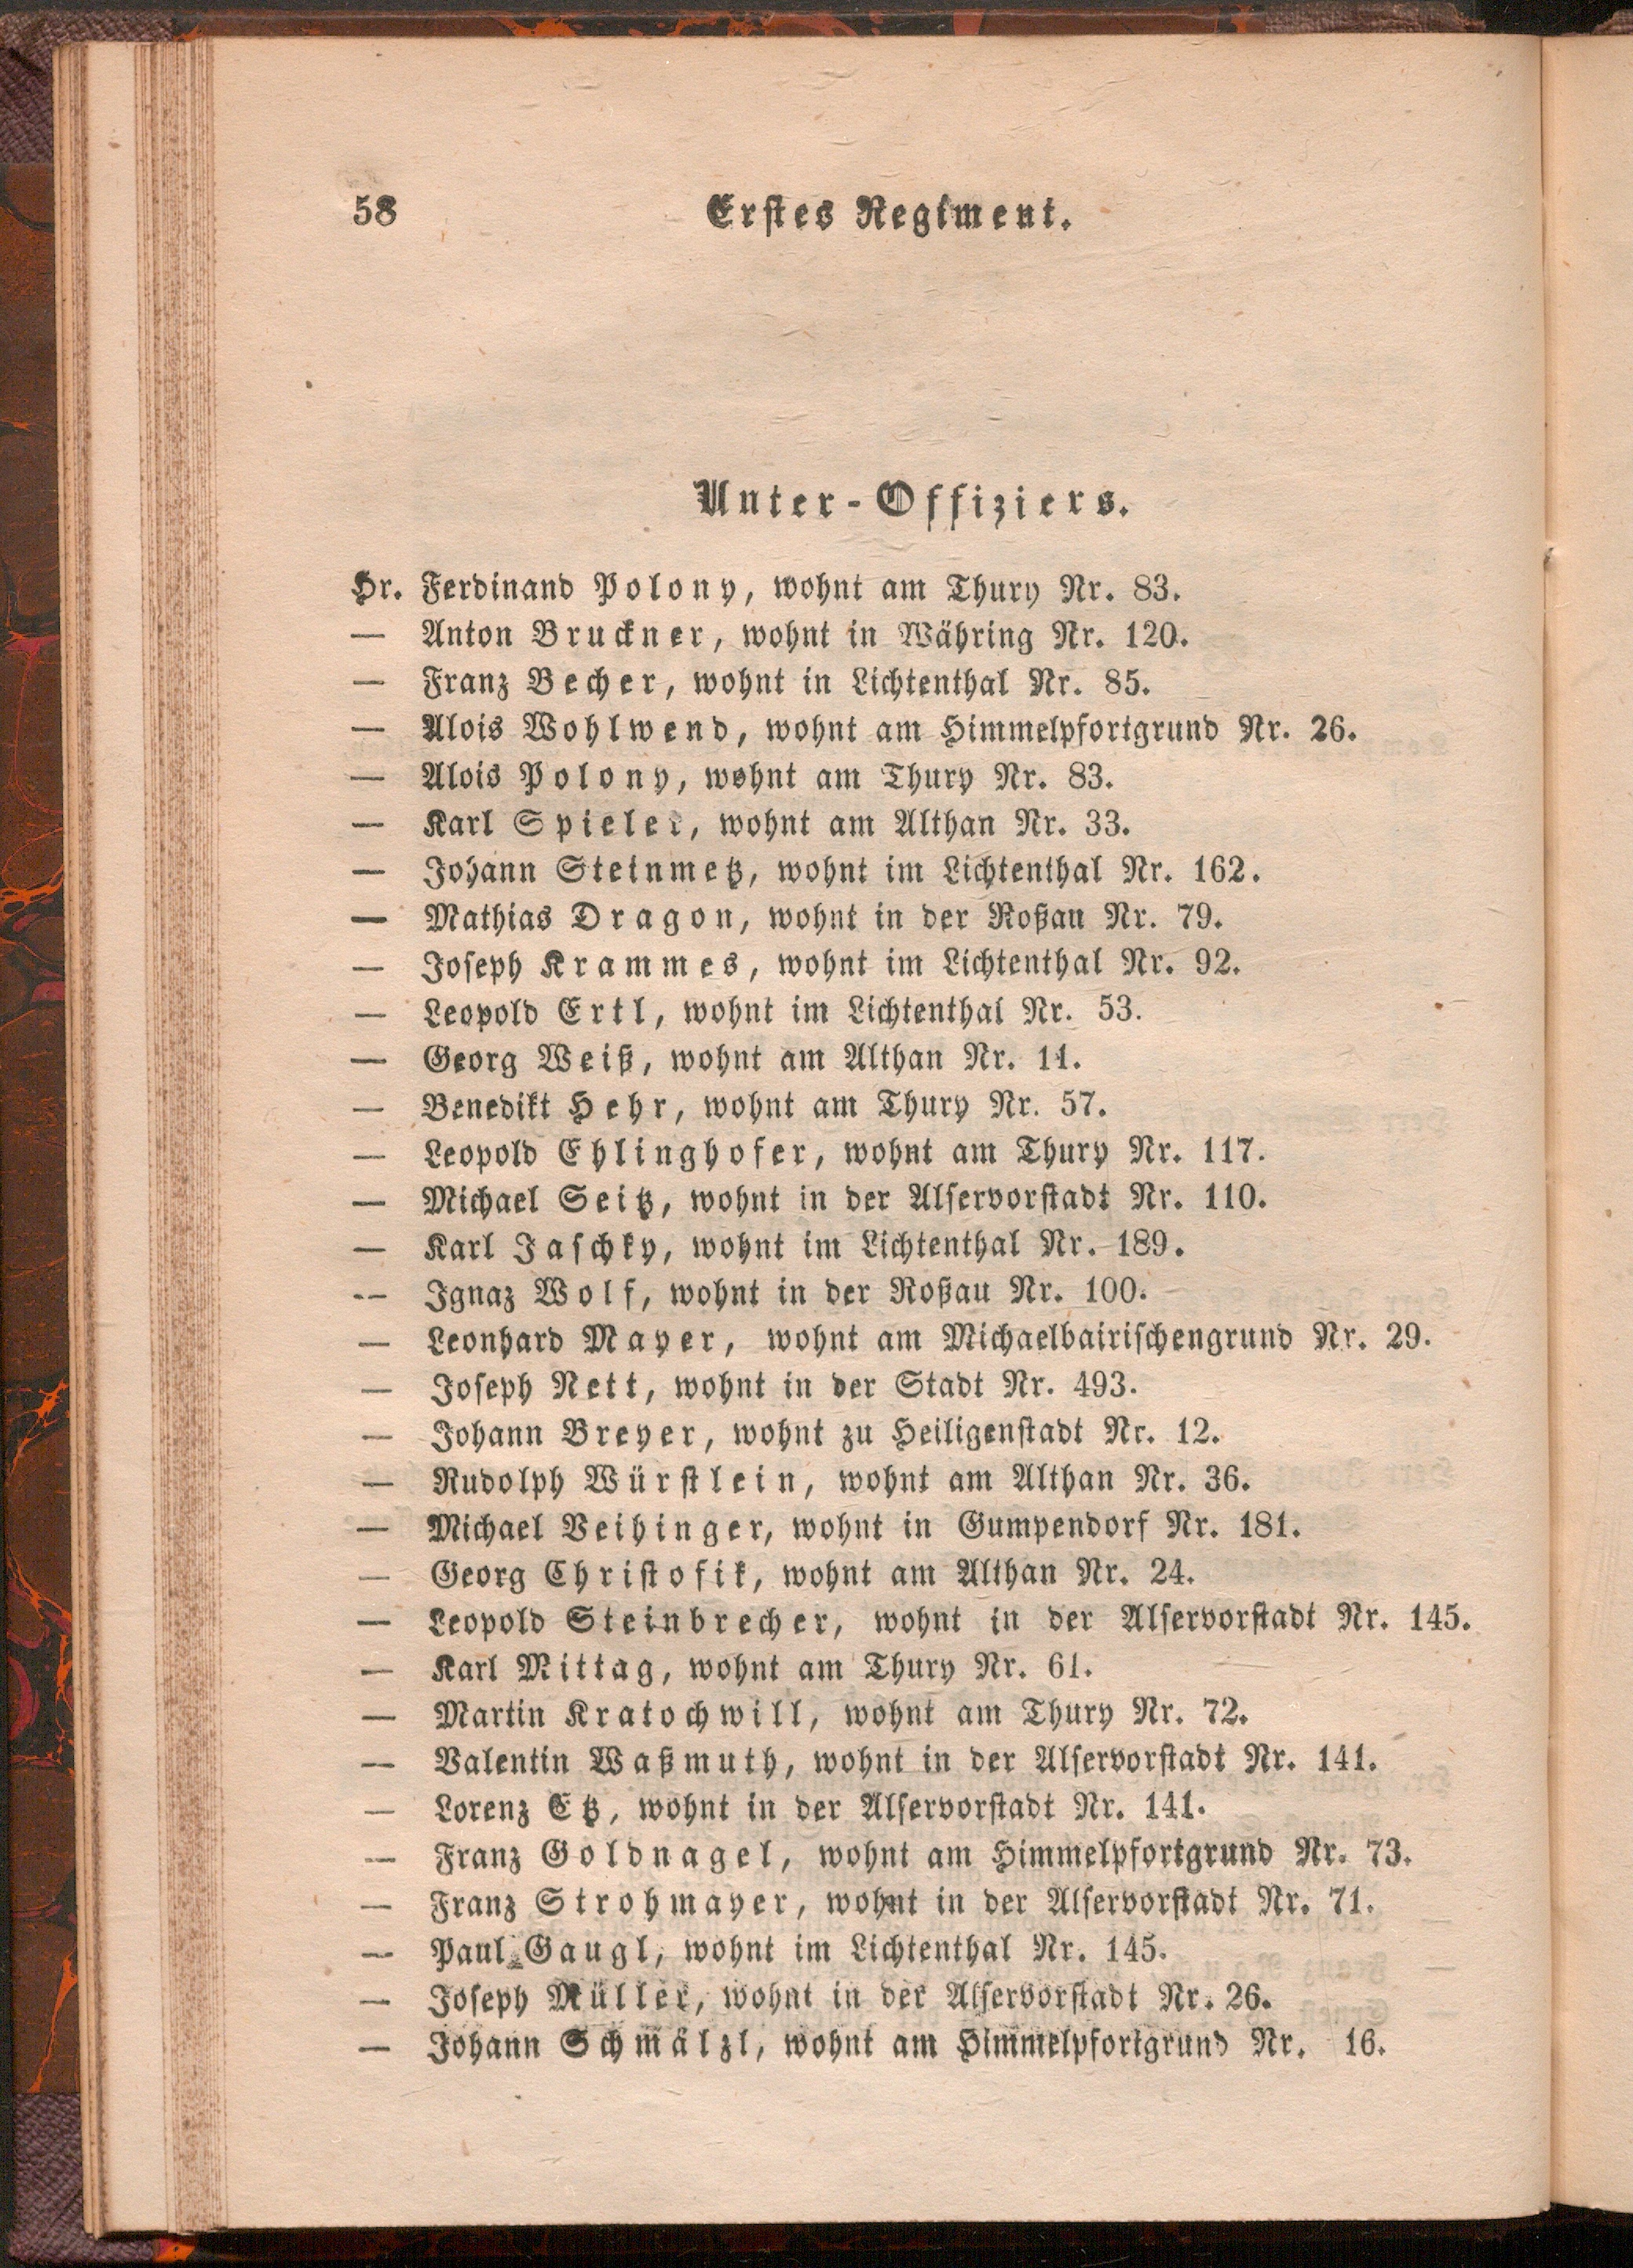 58 Erstes Regiment.
Unter-Offiziers.
Hr. Ferdinand Polony, wohnt am Thury Nr. 83.
— Anton Bruckner, wohnt in Währing Nr. 120.
— Franz Becher, wohnt in Lichtenthal Nr. 85.
— Alois Wohlwend, wohnt am Himmelpfortgrund Nr. 26.
— Alois Polony, wohnt am Thury Nr. 83.
— Karl Spieler, wohnt am Althan Nr. 33.
— Johann Steinmetz, wohnt im Lichtenthal Nr. 162.
— Mathias Dragon, wohnt in der Roßau Nr. 79.
— Joseph Krammes, wohnt im Lichtenthal Nr. 92.
— Leopold Ertl, wohnt im Lichtenthal Nr. 53.
— Georg Weiß, wohnt am Althan Nr. 11.
— Benedikt Hehr, wohnt am Thury Nr. 57.
— Leopold Ehlinghofer, wohnt am Thury Nr. 117.
— Michael Seitz, wohnt in der Alservorstadt Nr. 110.
— Karl Jaschky, wohnt im Lichtenthal Nr. 189.
— Ignaz Wolf, wohnt in der Roßau Nr. 100.
— Leonhard Mayer, wohnt am Michaelbairischengrund Nr. 29.
— Joseph Nett, wohnt in der Stadt Nr. 493.
— Johann Breyer, wohnt zu Heiligenstadt Nr. 12.
— Rudolph Würstlein, wohnt am Althan Nr. 36.
— Michael Veihinger, wohnt in Gumpendorf Nr. 181.
— Georg Christofik, wohnt am Althan Nr. 24.
— Leopold Steinbrecher, wohnt in der Alservorstadt Nr. 145.
— Karl Mittag, wohnt am Thury Nr. 61.
— Martin Kratochwill, wohnt am Thury Nr. 72.
— Valentin Waßmuth, wohnt in der Alservorstadt Nr. 141.
— Lorenz Etz, wohnt in der Alservorstadt Nr. 141.
— Franz Goldnagel, wohnt am Himmelpfortgrund Nr. 73.
— Franz Strohmayer, wohnt in der Alservorstadt Nr. 71.
— Paul Gaugl, wohnt im Lichtenthal Nr. 145.
— Joseph Müller, wohnt in der Alservorstadt Nr. 26.
— Johann Schmälzl, wohnt am Himmelpfortgrund Nr. 16.